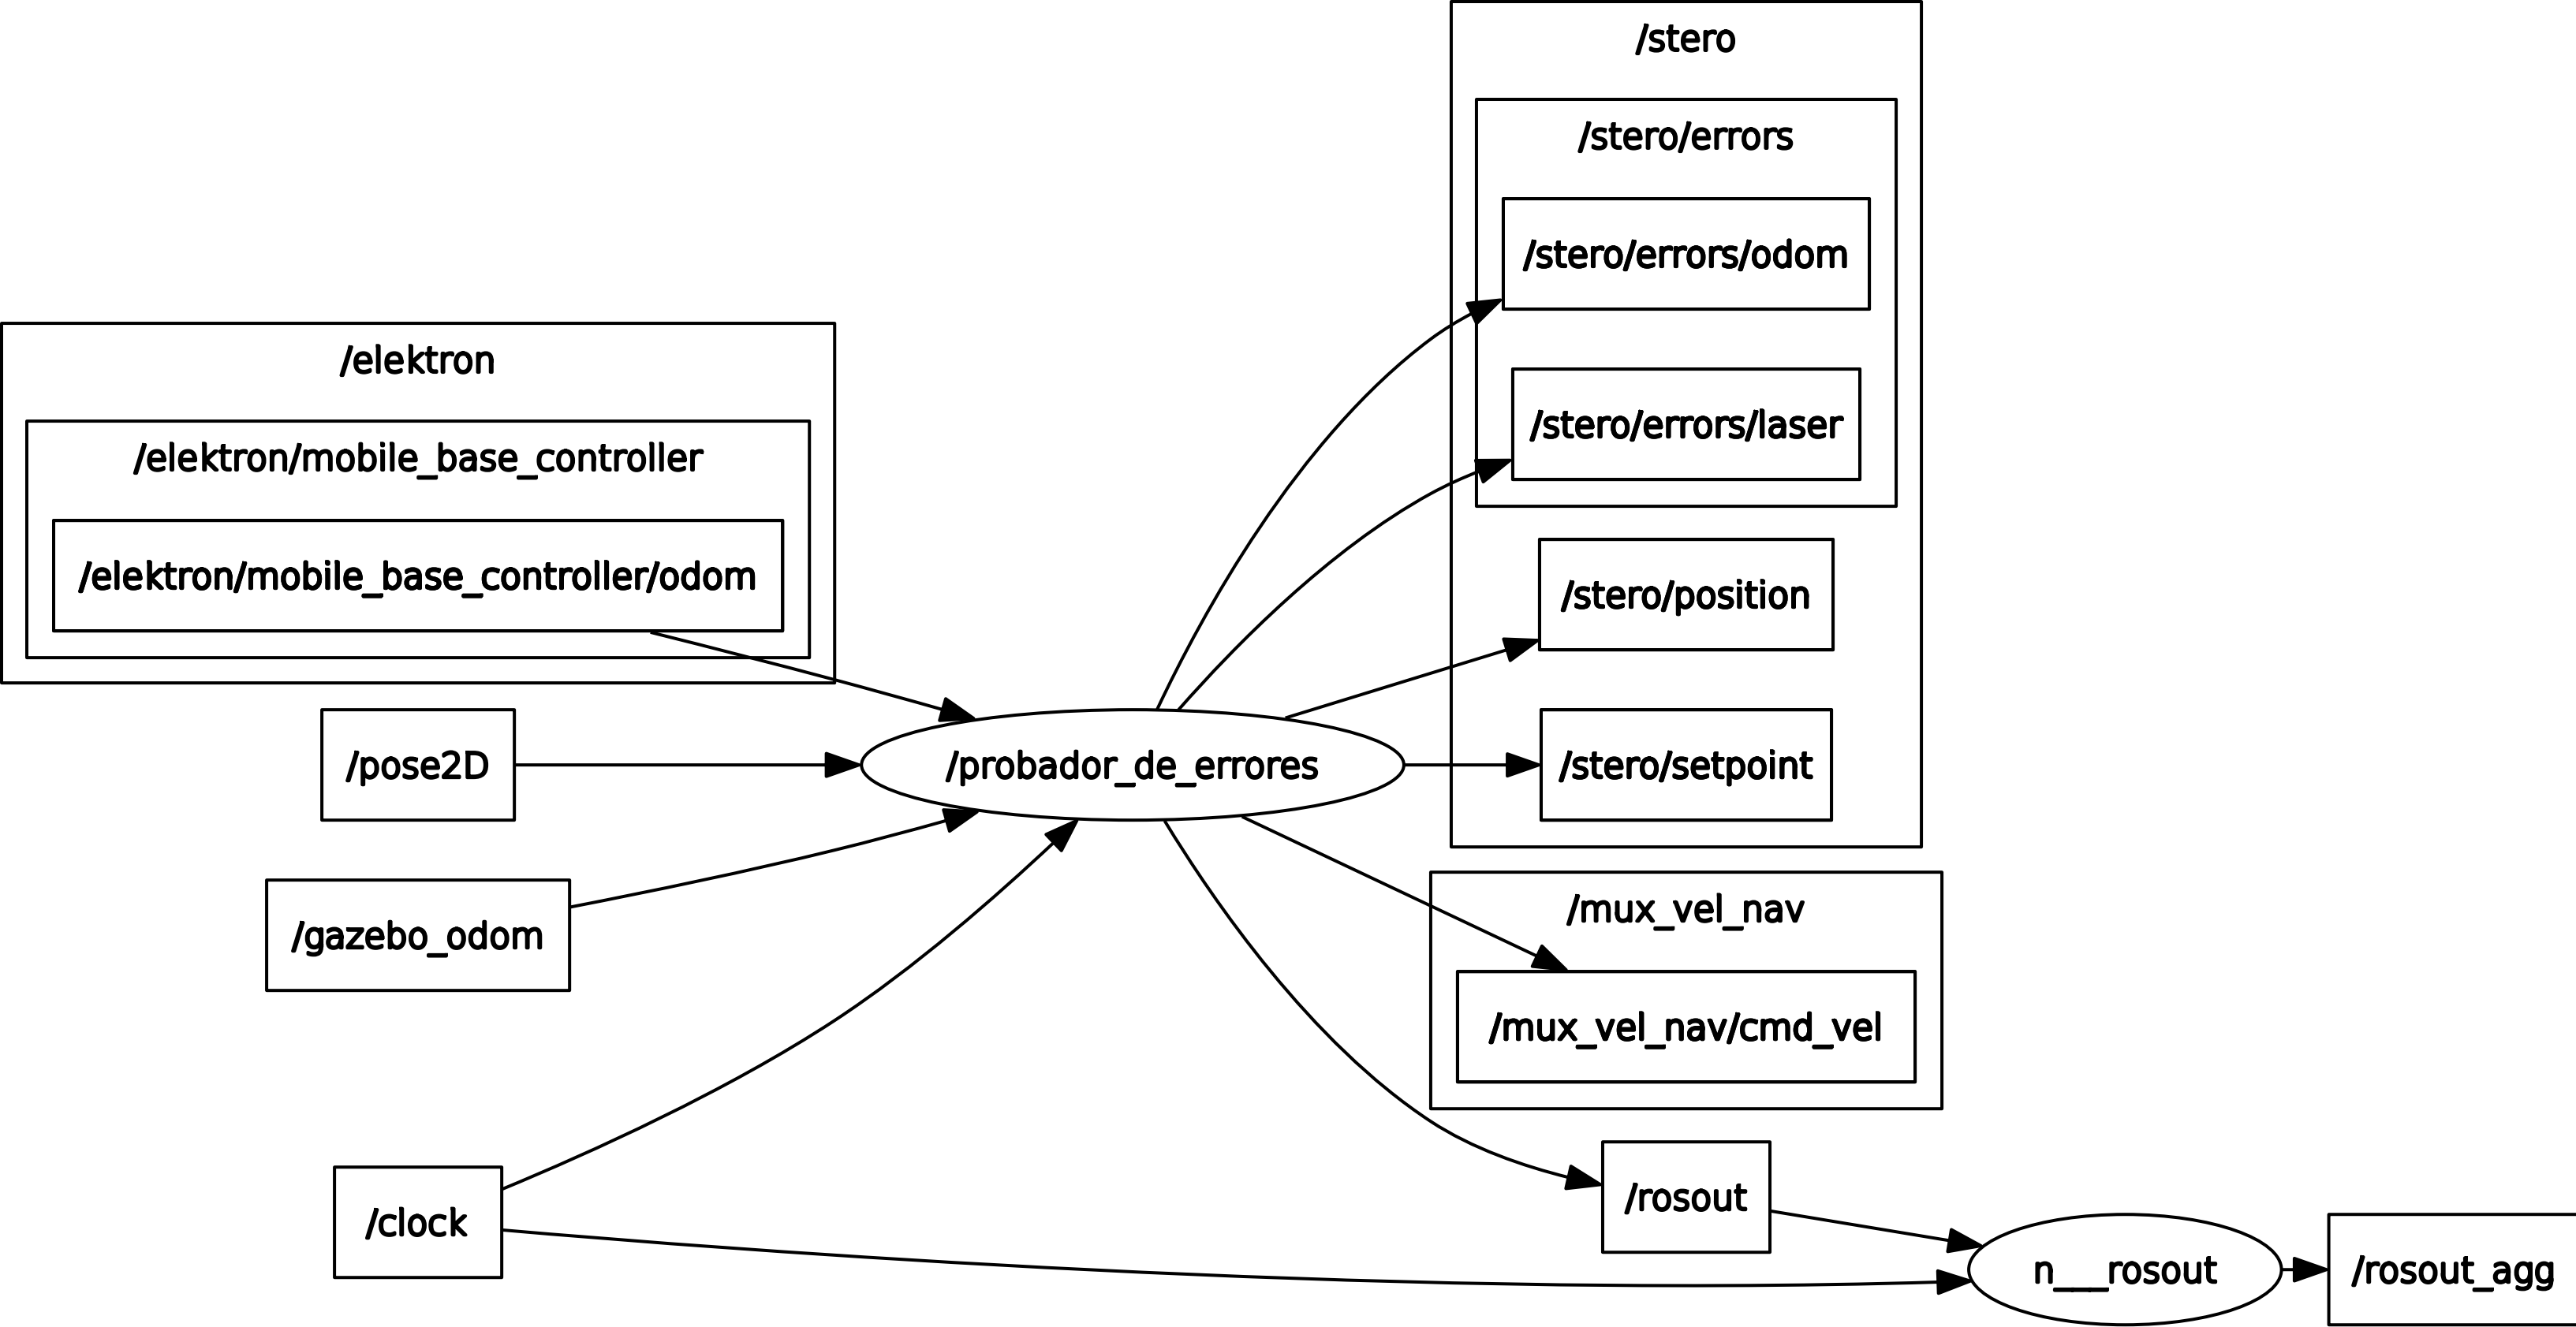 /stero
/stero/errors
/stero/errors/odom
/elektron
/stero/errors/laser
/elektron/mobile_base_controller
/elektron/mobile_base_controller/odom
/stero/position
/pose2D
/probador_de_errores
/stero/setpoint
/mux_vel_nav
/gazebo_odom
/mux_vel_nav/cmd_vel
/rosout
/clock
n___rosout
/rosout_agg